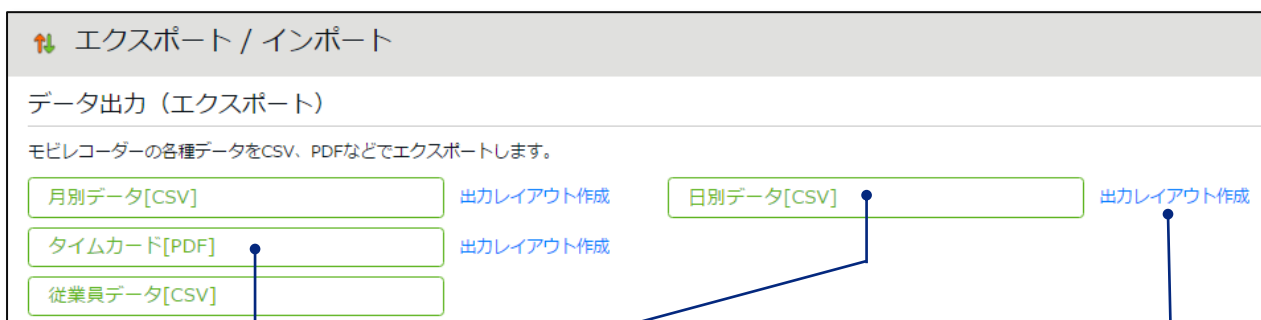 エクスポート / インポート
データ出力（エクスポート）
モビレコーダーの各種データをCSV、PDFなどでエクスポートします。
月別データ[CSV] 出力レイアウト作成 日別データ[CSV] 出力レイアウト作成
タイムカード[PDF] 出力レイアウト作成
従業員データ[CSV]